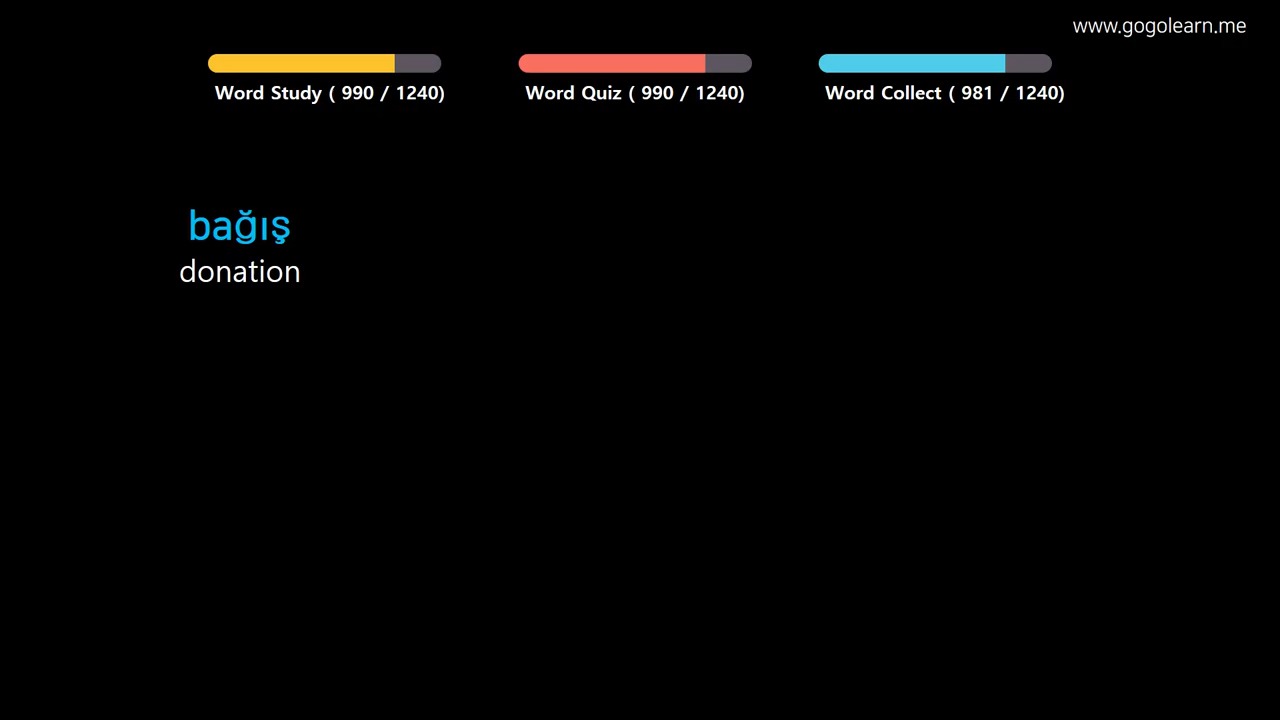 www.gogolearn.me
Word Study ( 990 / 1240)
Word Quiz ( 990 / 1240)
Word Collect ( 981 / 1240)
bağış
donation